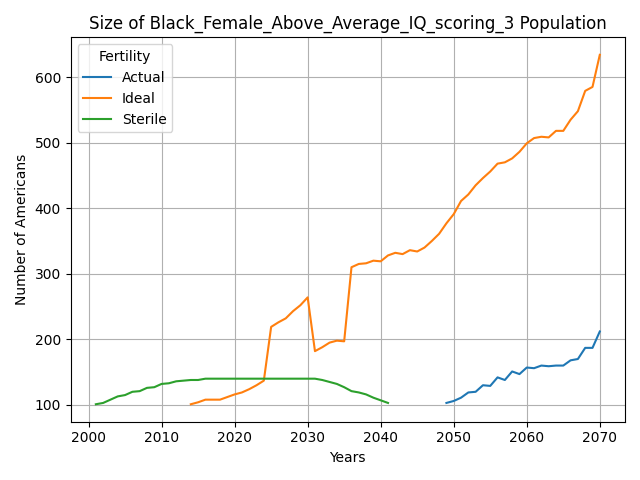 Size of Black_Female_Above_Average_IQ_scoring_3 Population
Fertility
Actual
Ideal
Sterile
Number of Americans
600
500
400
300
200
100
2000 2010 2020 2030 2040 2050 2060 2070
Years